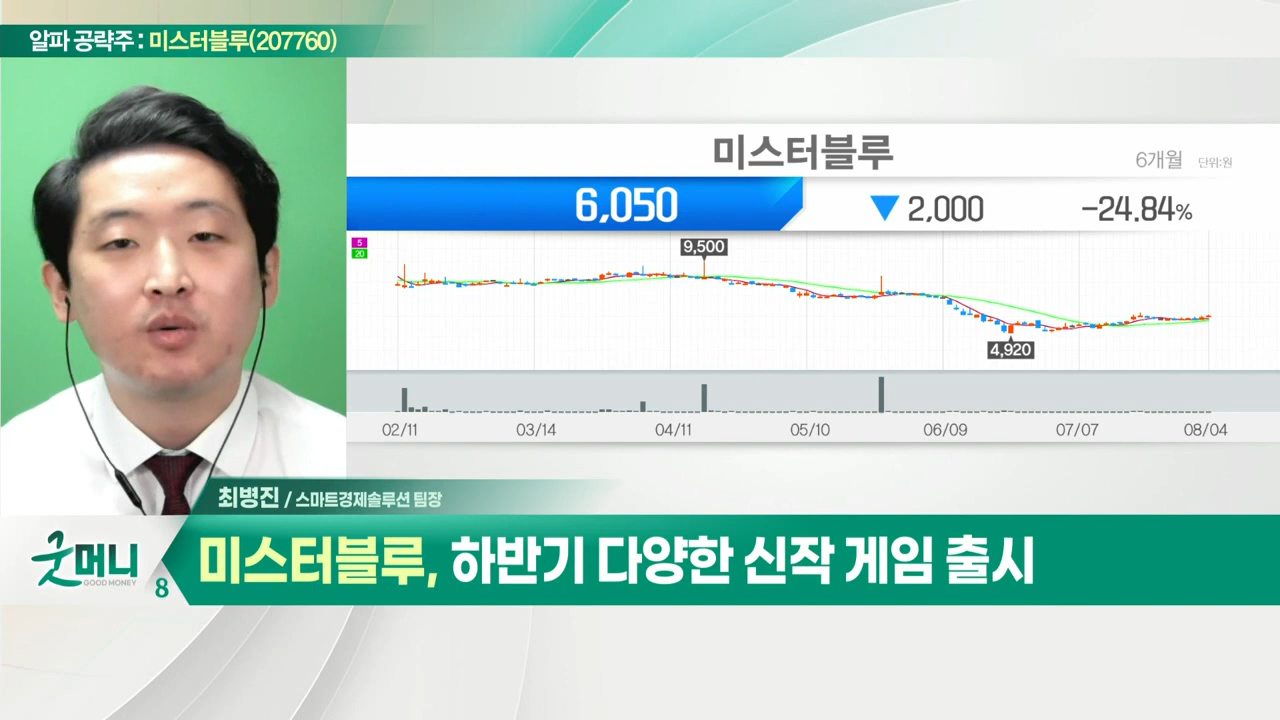 알파 공략주 : 미스터블루(207760)
미스터블루
6개월 단위:원
6,050 ▼ 2,000 -24.84%
5
20
9,500
4,920
02/11 03/14 04/11 05/10 06/09 07/07 08/04
최병진 / 스마트경제솔루션 팀장
굿머니
GOOD MONEY
8
미스터블루, 하반기 다양한 신작 게임 출시